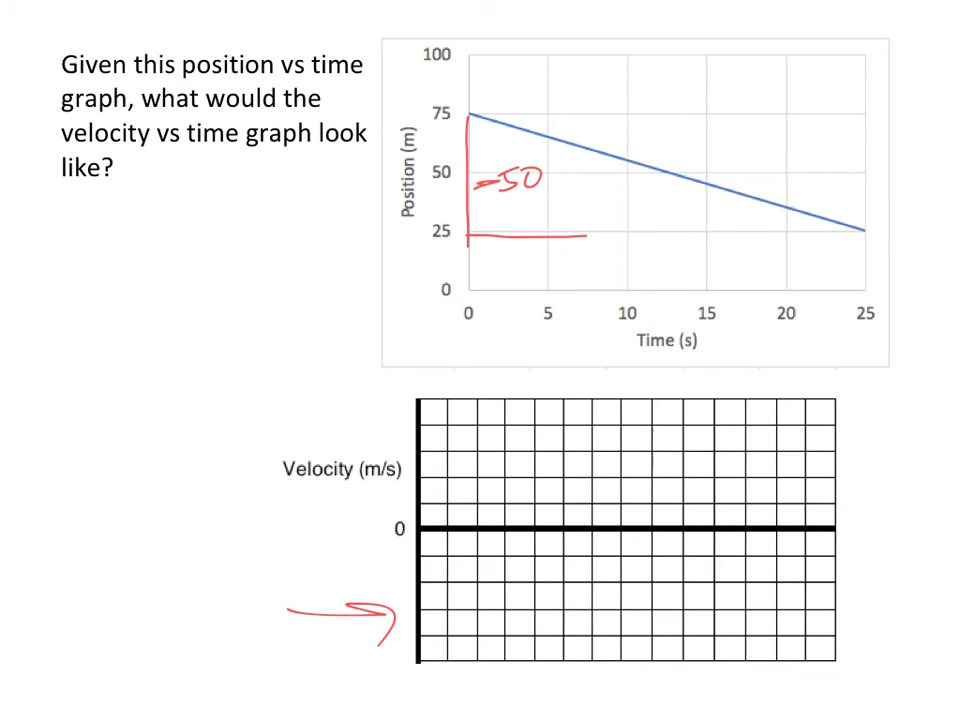 Given this position vs time
graph, what would the
velocity vs time graph look
like?
100
75
50
25
0
Position (m)
-50
0 5 10 15 20 25
Time (s)
Velocity (m/s)
0